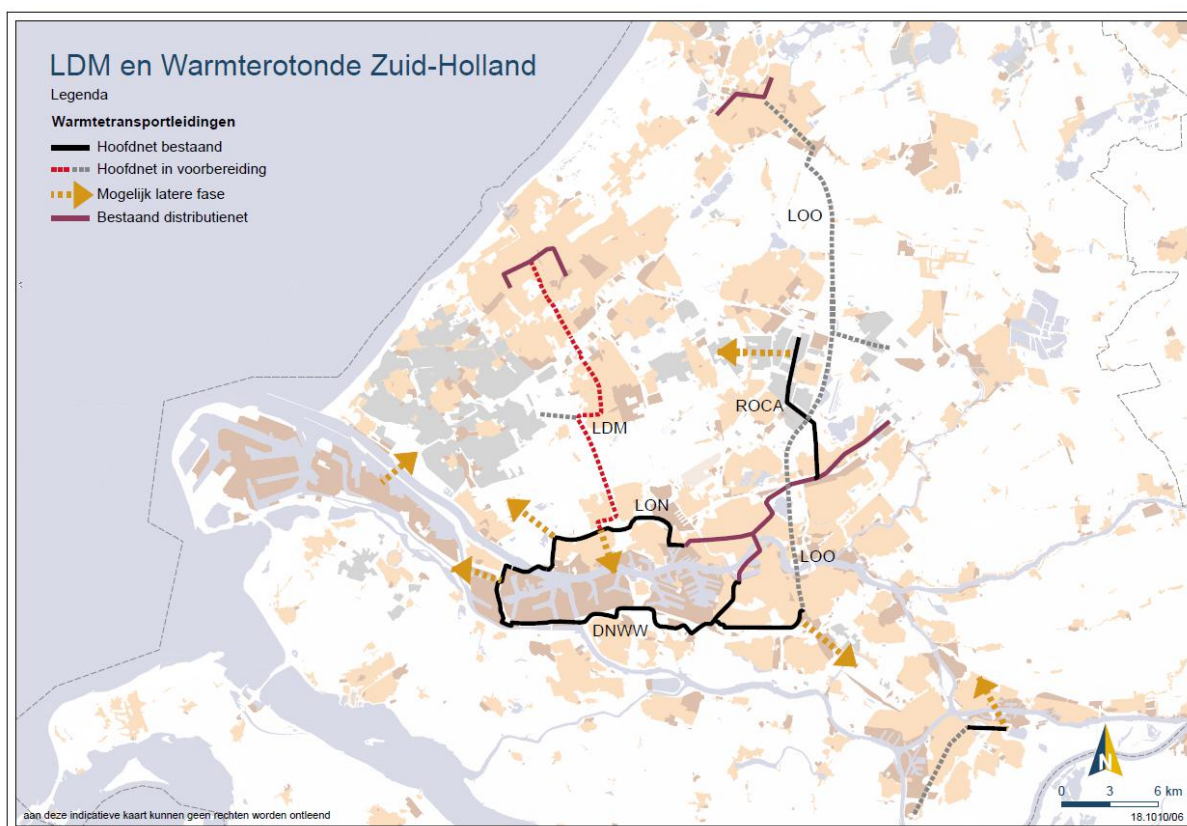 LDM en Warmterotonde Zuid-Holland
Legenda
Warmtetransportleidingen
Hoofdnet bestaand
Hoofdnet in voorbereiding
Mogelijk latere fase
Bestaand distributienet
LOO
ROCA
LDM
LON
LOO
DNWW
N
0 3 6 km
aan deze indicatieve kaart kunnen geen rechten worden ontleend
18.1010/06